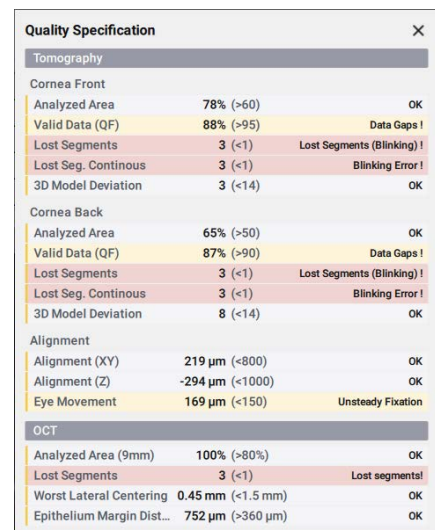 Quality Specification ×
Tomography
Cornea Front
Analyzed Area 78% (>60) OK
Valid Data (QF) 88% (>95) Data Gaps !
Lost Segments 3 (<1) Lost Segments (Blinking) !
Lost Seg. Continous 3 (<1) Blinking Error !
3D Model Deviation 3 (<14) OK
Cornea Back
Analyzed Area 65% (>50) OK
Valid Data (QF) 87% (>90) Data Gaps !
Lost Segments 3 (<1) Lost Segments (Blinking) !
Lost Seg. Continous 3 (<1) Blinking Error !
3D Model Deviation 8 (<14) OK
Alignment
Alignment (XY) 219 µm (<800) OK
Alignment (Z) -294 µm (<1000) OK
Eye Movement 169 µm (<150) Unsteady Fixation
OCT
Analyzed Area (9mm) 100% (>80%) OK
Lost Segments 3 (<1) Lost segments!
Worst Lateral Centering 0.45 mm (<1.5 mm) OK
Epithelium Margin Dist... 752 µm (>360 µm) OK